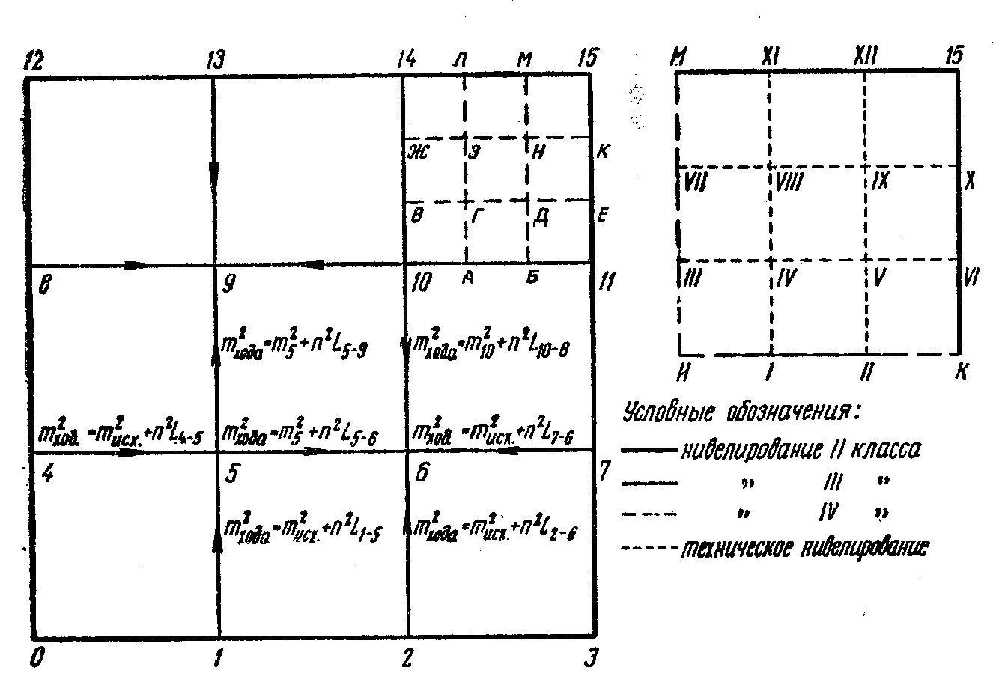 12 13 14 Л М 15
Ж З И К
В Г Д Е
8 9 10 А Б 11
m²хода=m²5+n²L5-9 m²хода=m²10+n²L10-8
m²ход.=m²исх.+n²L4-5 m²хода=m²5+n²L5-6 m²ход=m²исх.+n²L7-6
4 5 6 7
m²хода=m²исх.+n²L1-5 m²хода=m²исх.+n²L2-6
0 1 2 3
М XI XII 15
VII VIII IX X
III IV V VI
И I II К
Условные обозначения:
нивелирование II класса
„ III „
„ IV „
техническое нивелирование